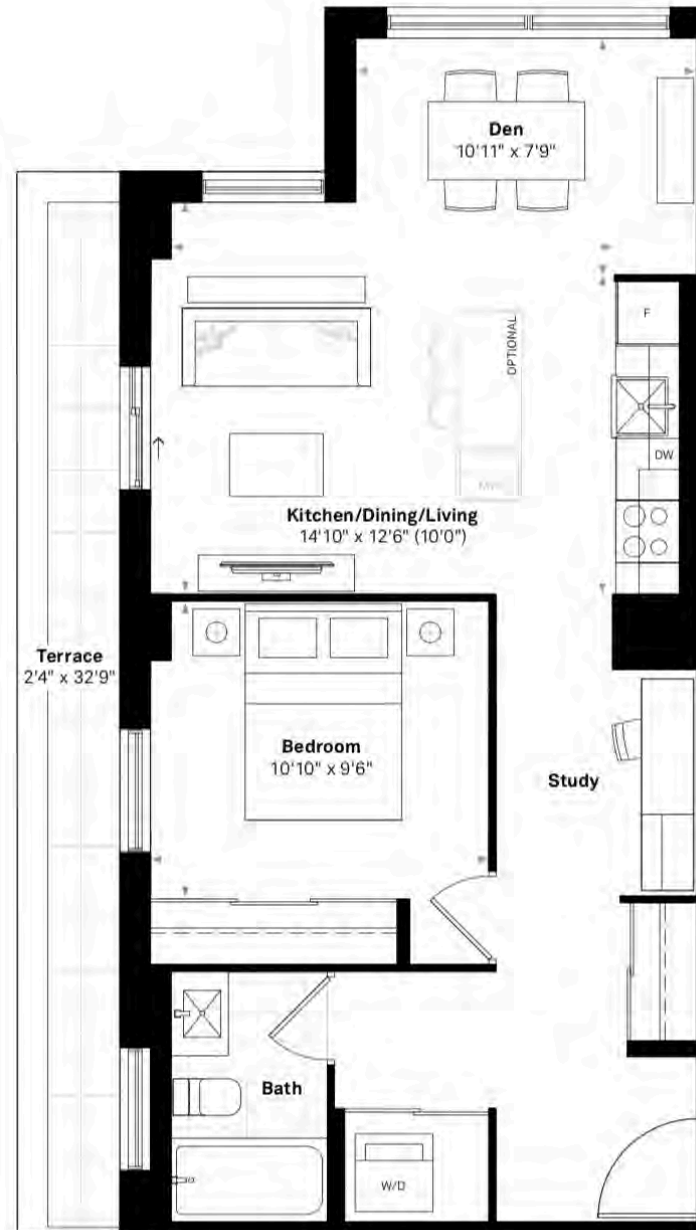 Den
10'11" x 7'9"
F
OPTIONAL
DW
MW
Kitchen/Dining/Living
14'10" x 12'6" (10'0")
Terrace
2'4" x 32'9"
Bedroom
10'10" x 9'6"
Study
Bath
W/D